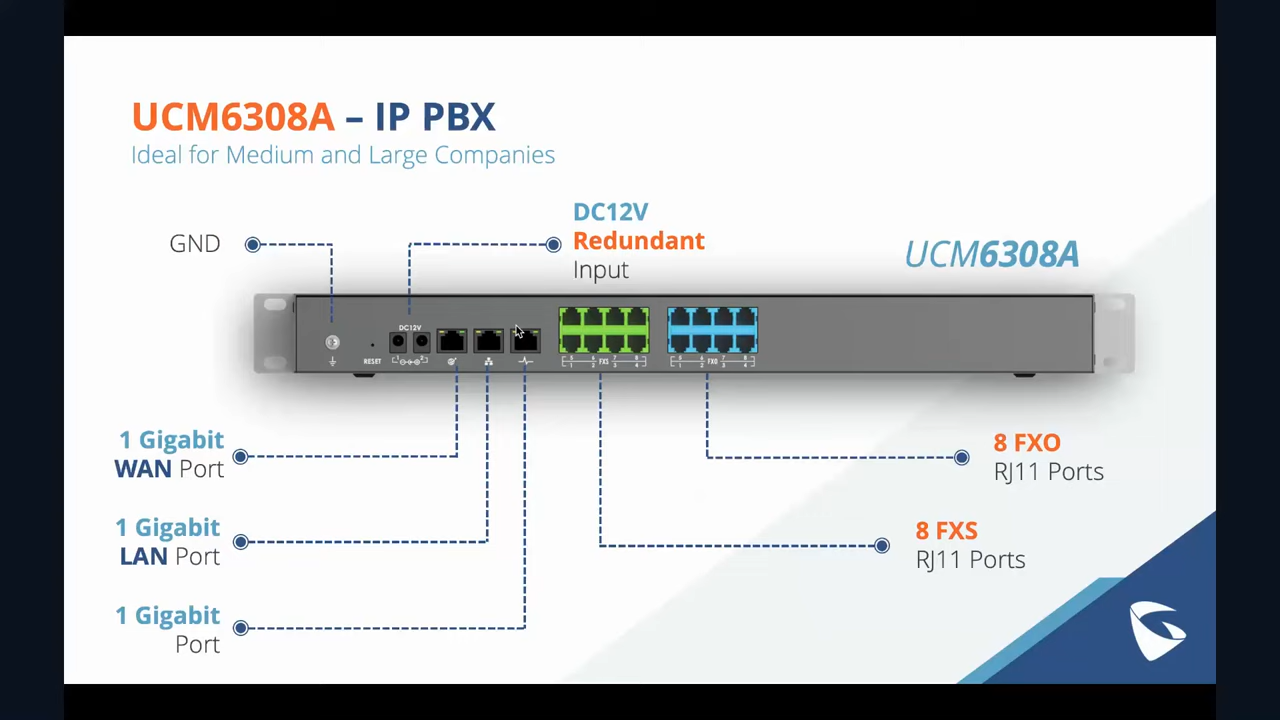 UCM6308A – IP PBX
Ideal for Medium and Large Companies
GND
DC12V
Redundant
Input
UCM6308A
DC12V
RESET
FXS
FXO
1 Gigabit
WAN Port
1 Gigabit
LAN Port
1 Gigabit
Port
8 FXO
RJ11 Ports
8 FXS
RJ11 Ports